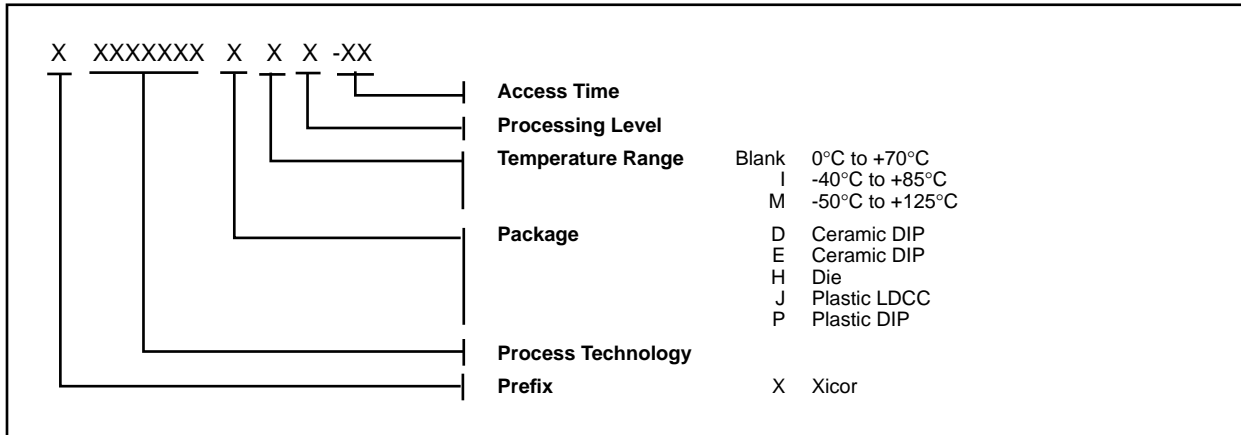 X XXXXXXX X X X -XX
Access Time
Processing Level
Temperature Range Blank 0°C to +70°C
I -40°C to +85°C
M -50°C to +125°C
Package D Ceramic DIP
E Ceramic DIP
H Die
J Plastic LDCC
P Plastic DIP
Process Technology
Prefix X Xicor